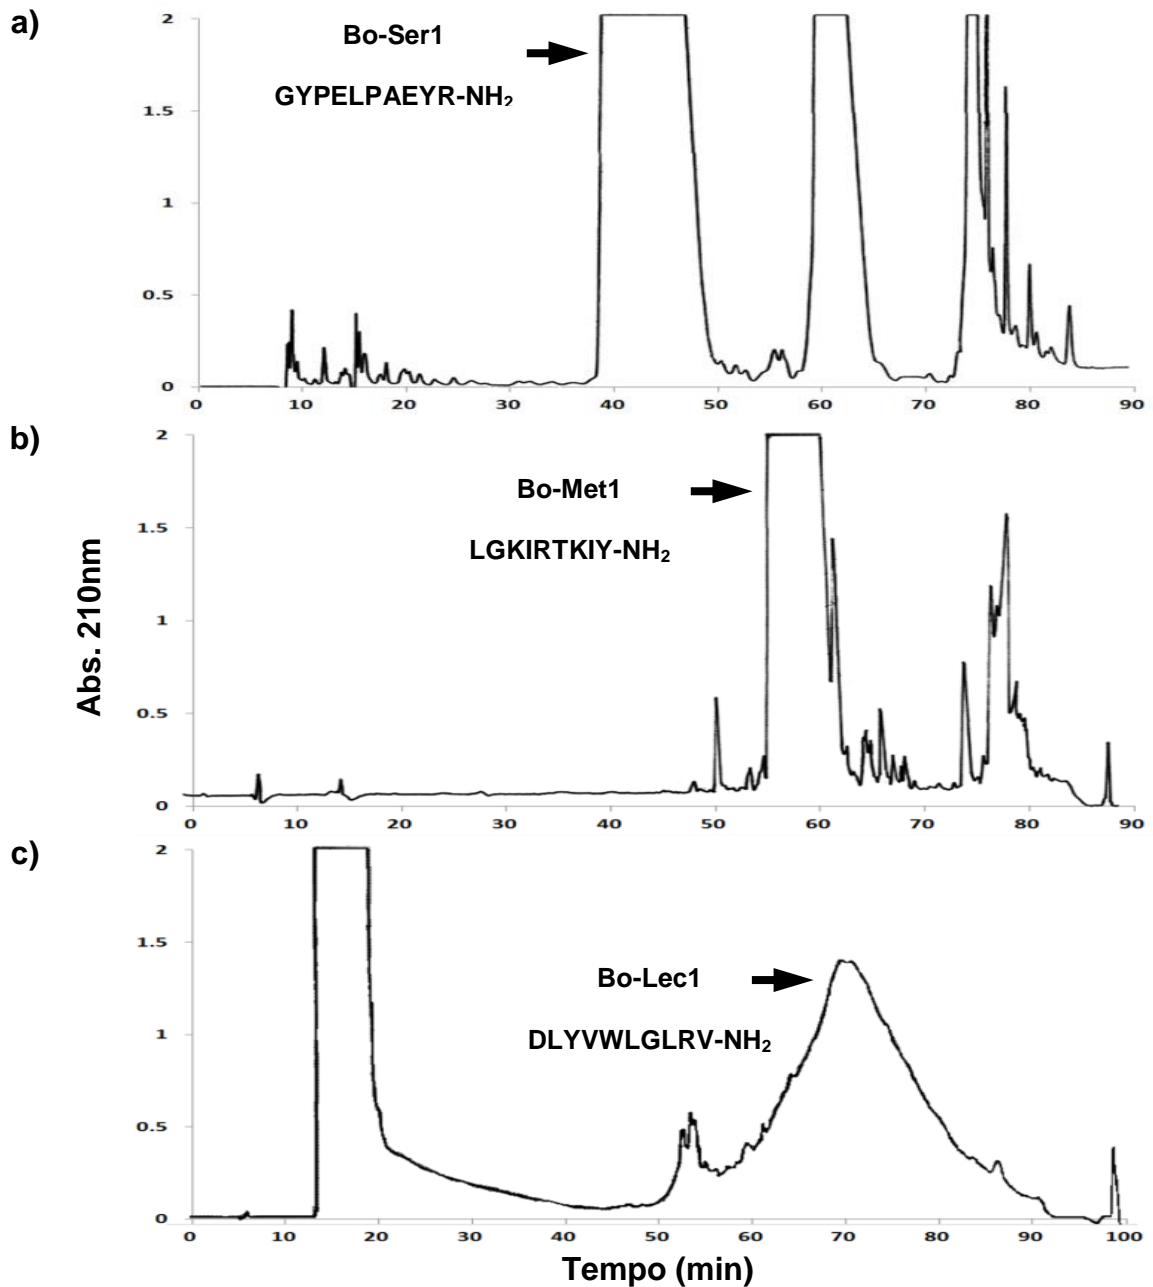 a)
Bo-Ser1
GYPELPAEYR-NH₂
2
1.5
1
0.5
0
0 10 20 30 40 50 60 70 80 90
b)
Bo-Met1
LGKIRTKIY-NH₂
2
1.5
1
0.5
0
0 10 20 30 40 50 60 70 80 90
Abs. 210nm
c)
Bo-Lec1
DLYVWLGLRV-NH₂
2
1.5
1
0.5
0
0 10 20 30 40 50 60 70 80 90 100
Tempo (min)